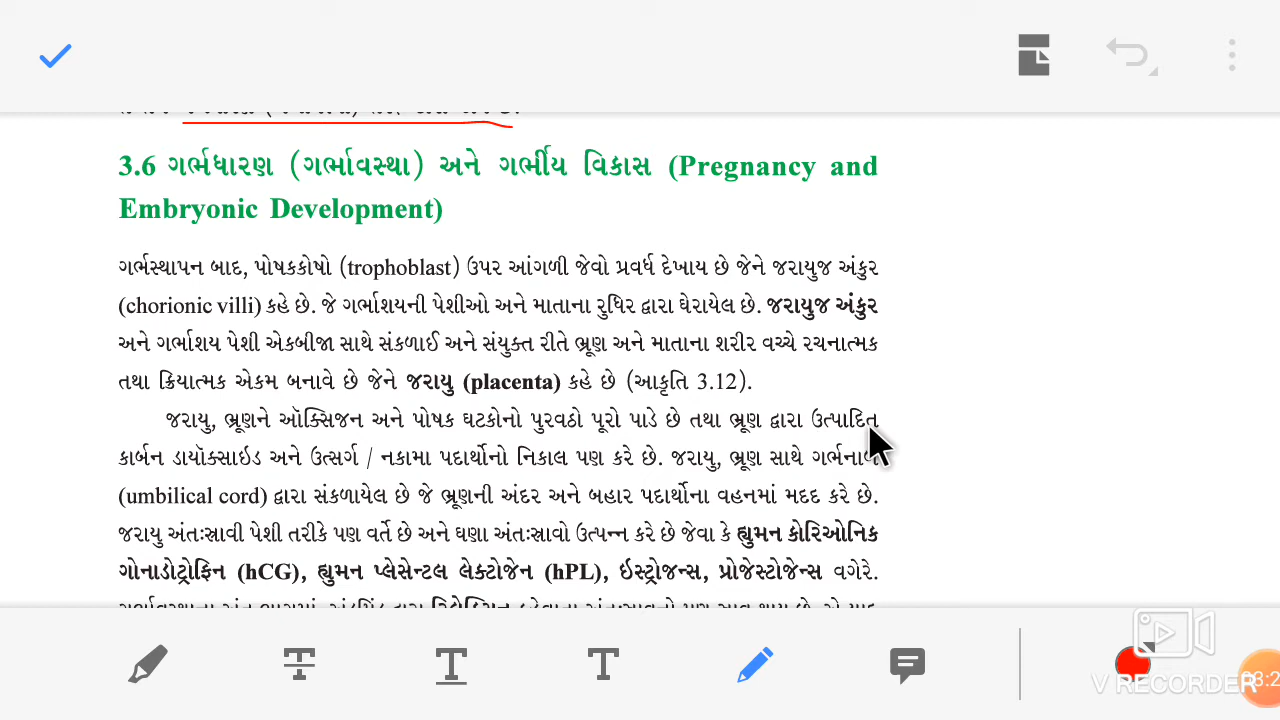 3.6 ગર્ભધારણ (ગર્ભાવસ્થા) અને ગર્ભીય વિકાસ (Pregnancy and
Embryonic Development)
ગર્ભસ્થાપન બાદ, પોષકકોષો (trophoblast) ઉપર આંગળી જેવો પ્રવર્ધ દેખાય છે જેને જરાયુજ અંકુર
(chorionic villi) કહે છે. જે ગર્ભાશયની પેશીઓ અને માતાના રુધિર દ્વારા ઘેરાયેલ છે. જરાયુજ અંકુર
અને ગર્ભાશય પેશી એકબીજા સાથે સંકળાઈ અને સંયુક્ત રીતે ભ્રૂણ અને માતાના શરીર વચ્ચે રચનાત્મક
તથા ક્રિયાત્મક એકમ બનાવે છે જેને જરાયુ (placenta) કહે છે (આકૃતિ 3.12).
જરાયુ, ભ્રૂણને ઑક્સિજન અને પોષક ઘટકોનો પુરવઠો પૂરો પાડે છે તથા ભ્રૂણ દ્વારા ઉત્પાદિત
કાર્બન ડાયૉક્સાઇડ અને ઉત્સર્ગ / નકામા પદાર્થોનો નિકાલ પણ કરે છે. જરાયુ, ભ્રૂણ સાથે ગર્ભનાળ
(umbilical cord) દ્વારા સંકળાયેલ છે જે ભ્રૂણની અંદર અને બહાર પદાર્થોના વહનમાં મદદ કરે છે.
જરાયુ અંતઃસ્રાવી પેશી તરીકે પણ વર્તે છે અને ઘણા અંતઃસ્રાવો ઉત્પન્ન કરે છે જેવા કે હ્યુમન કોરિઓનિક
ગોનાડોટ્રોફિન (hCG), હ્યુમન પ્લેસેન્ટલ લેક્ટોજેન (hPL), ઇસ્ટ્રોજન્સ, પ્રોજેસ્ટોજેન્સ વગેરે.
T T T
V RECORDER